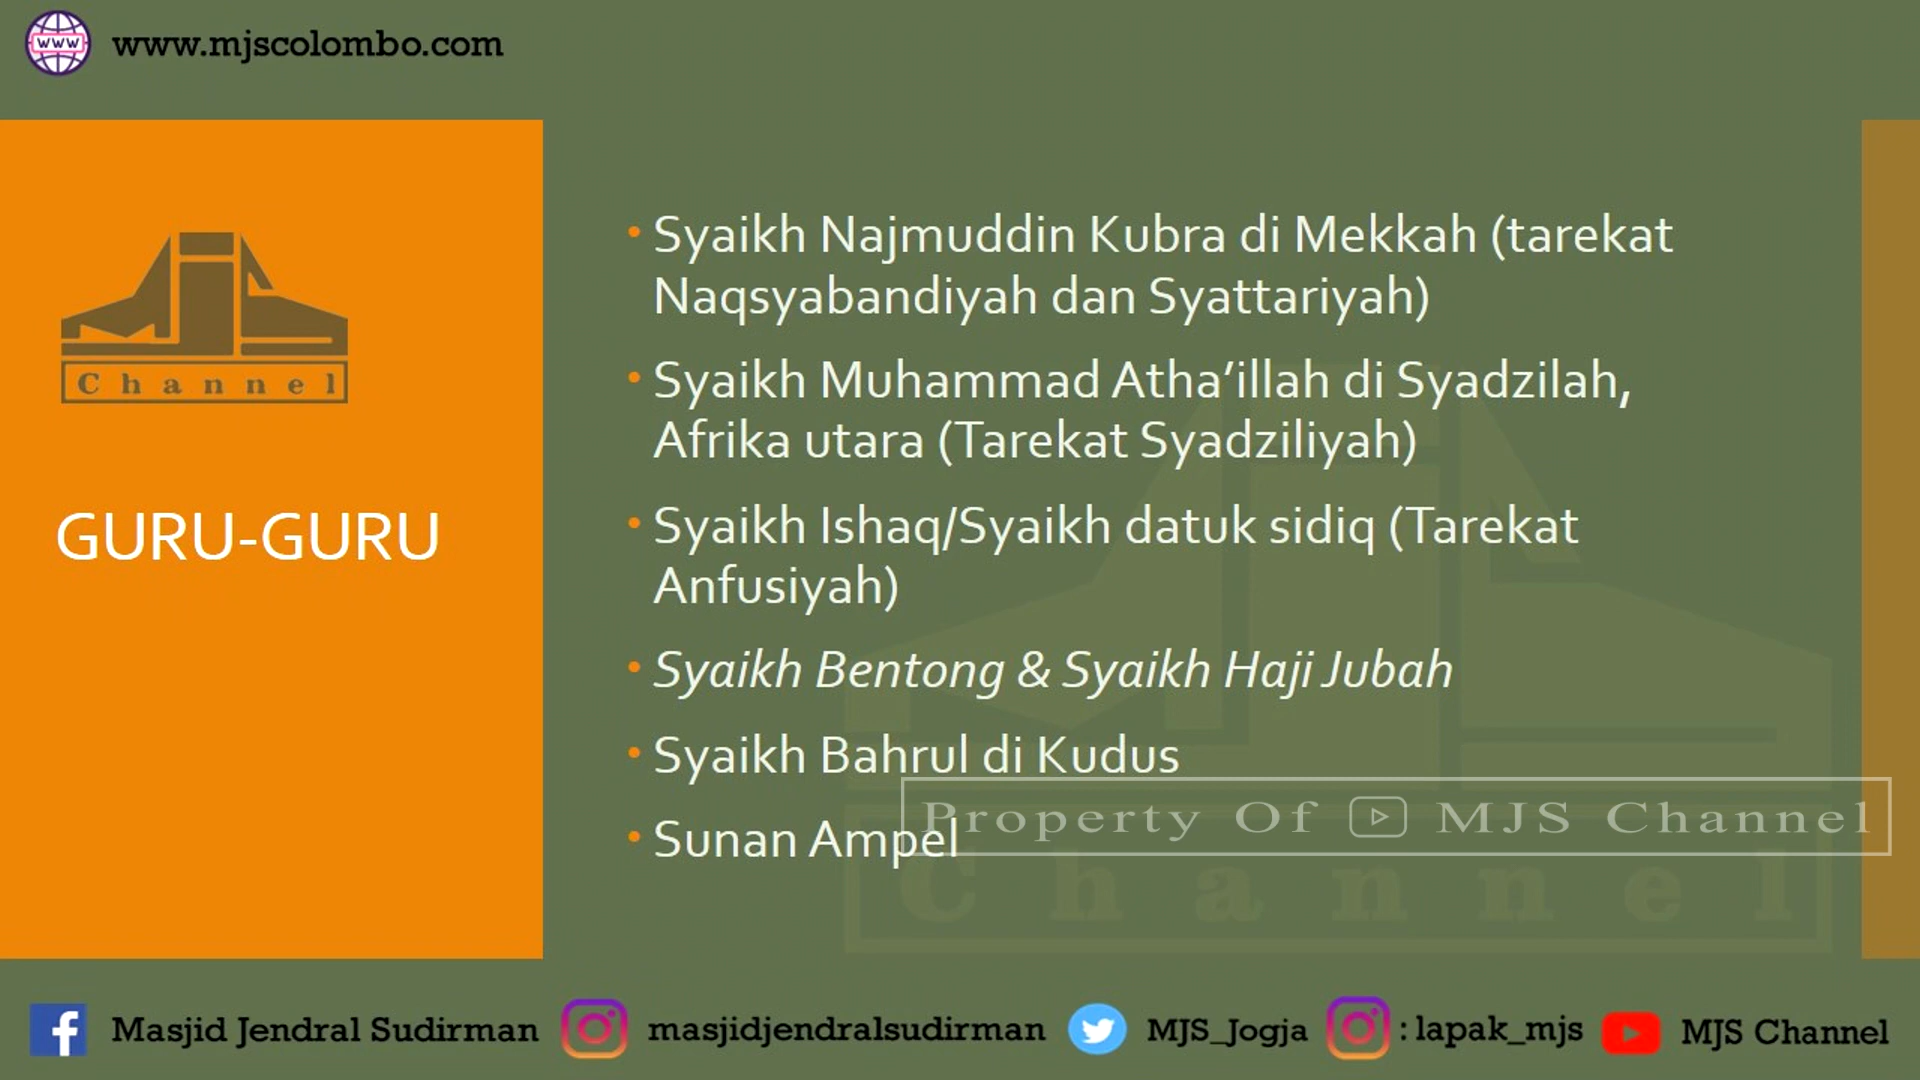 www.mjscolombo.com
Channel
GURU-GURU
• Syaikh Najmuddin Kubra di Mekkah (tarekat
Naqsyabandiyah dan Syattariyah)
• Syaikh Muhammad Atha’illah di Syadzilah,
Afrika utara (Tarekat Syadziliyah)
• Syaikh Ishaq/Syaikh datuk sidiq (Tarekat
Anfusiyah)
• Syaikh Bentong & Syaikh Haji Jubah
• Syaikh Bahrul di Kudus
• Sunan Ampel
Property Of MJS Channel
Channel
Masjid Jendral Sudirman masjidjendralsudirman MJS_Jogja : lapak_mjs MJS Channel